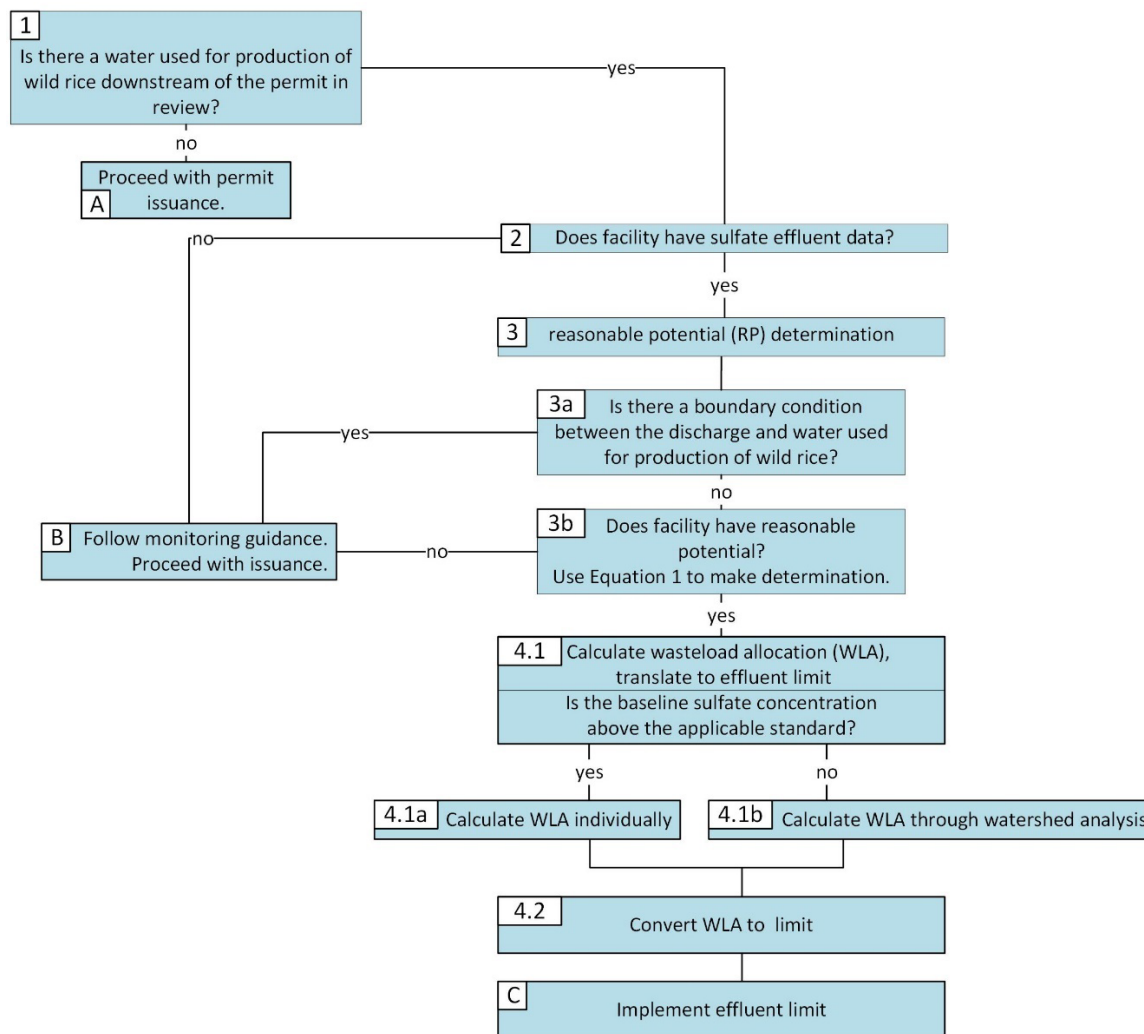 1
Is there a water used for production of
wild rice downstream of the permit in
review?
yes
no
Proceed with permit
A
issuance.
no
2
Does facility have sulfate effluent data?
yes
3
reasonable potential (RP) determination
3a
Is there a boundary condition
between the discharge and water used
for production of wild rice?
yes
no
B
Follow monitoring guidance.
Proceed with issuance.
no
3b
Does facility have reasonable
potential?
Use Equation 1 to make determination.
yes
4.1
Calculate wasteload allocation (WLA),
translate to effluent limit
Is the baseline sulfate concentration
above the applicable standard?
yes
no
4.1a
Calculate WLA individually
4.1b
Calculate WLA through watershed analysis
4.2
Convert WLA to limit
C
Implement effluent limit